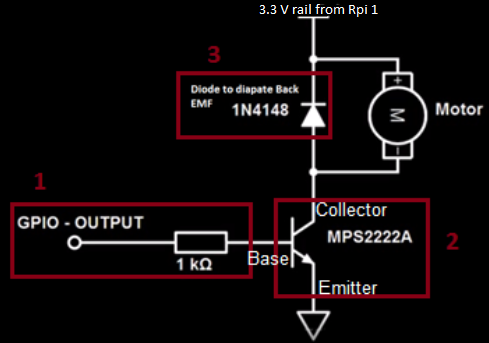 3.3 V rail from Rpi 1
3
Diode to diapate Back
EMF
1N4148
+
M
-
Motor
1
GPIO - OUTPUT
1 kΩ
Collector
MPS2222A
2
Base
Emitter